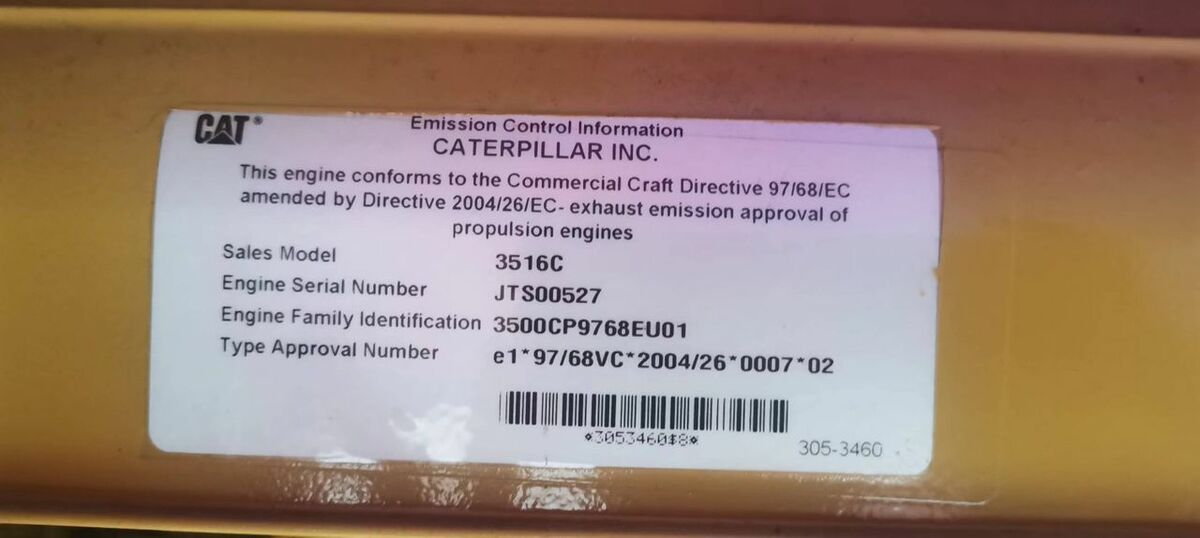 CAT®
Emission Control Information
CATERPILLAR INC.
This engine conforms to the Commercial Craft Directive 97/68/EC
amended by Directive 2004/26/EC- exhaust emission approval of
propulsion engines
Sales Model 3516C
Engine Serial Number JTS00527
Engine Family Identification 3500CP9768EU01
Type Approval Number e1*97/68VC*2004/26*0007*02
*3053460$8*
305-3460